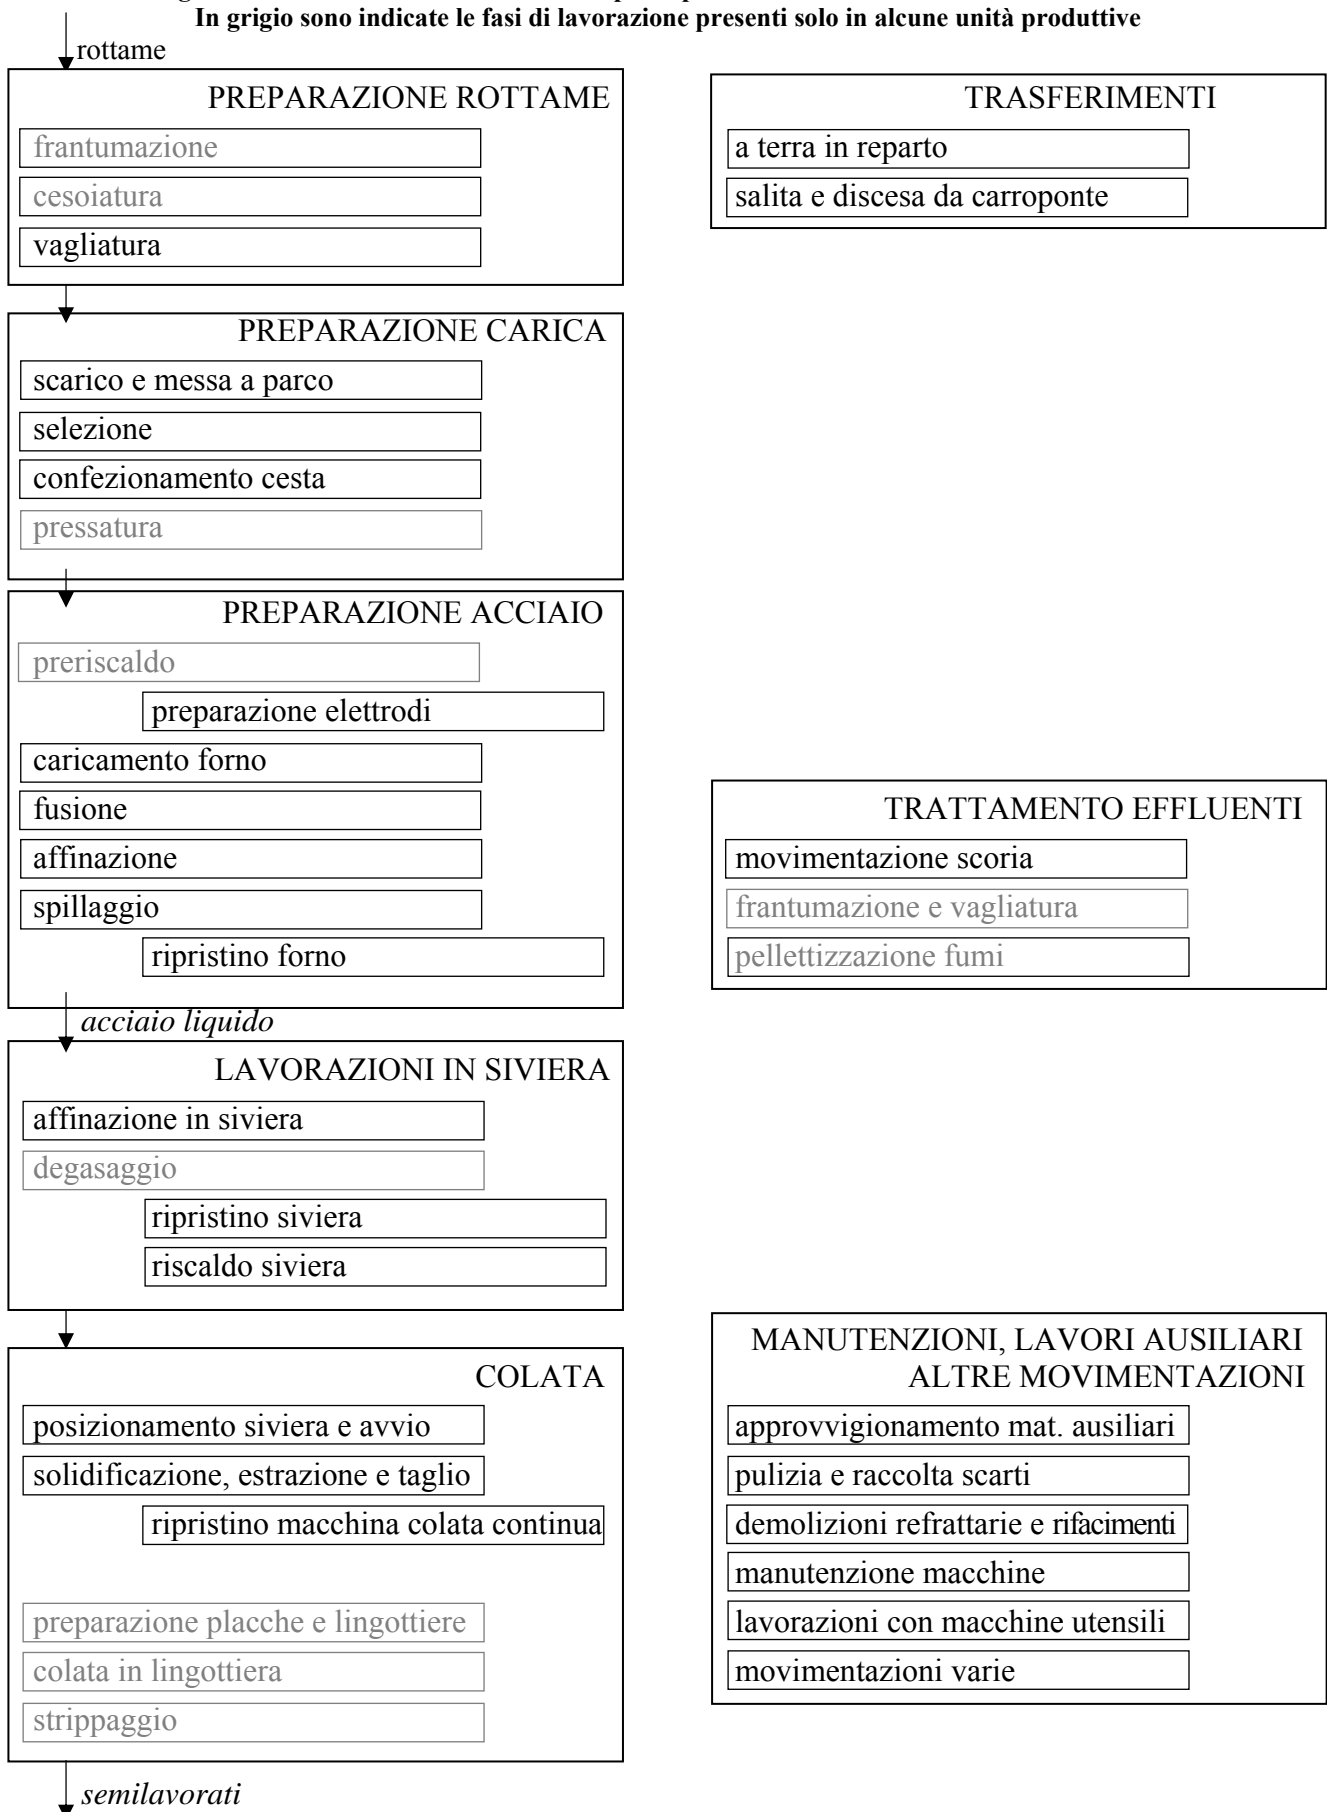 In grigio sono indicate le fasi di lavorazione presenti solo in alcune unità produttive
rottame
PREPARAZIONE ROTTAME
frantumazione
cesoiatura
vagliatura
TRASFERIMENTI
a terra in reparto
salita e discesa da carroponte
PREPARAZIONE CARICA
scarico e messa a parco
selezione
confezionamento cesta
pressatura
PREPARAZIONE ACCIAIO
preriscaldo
preparazione elettrodi
caricamento forno
fusione
affinazione
spillaggio
ripristino forno
TRATTAMENTO EFFLUENTI
movimentazione scoria
frantumazione e vagliatura
pellettizzazione fumi
acciaio liquido
LAVORAZIONI IN SIVIERA
affinazione in siviera
degasaggio
ripristino siviera
riscaldo siviera
COLATA
posizionamento siviera e avvio
solidificazione, estrazione e taglio
ripristino macchina colata continua
preparazione placche e lingottiere
colata in lingottiera
strippaggio
MANUTENZIONI, LAVORI AUSILIARI
ALTRE MOVIMENTAZIONI
approvvigionamento mat. ausiliari
pulizia e raccolta scarti
demolizioni refrattarie e rifacimenti
manutenzione macchine
lavorazioni con macchine utensili
movimentazioni varie
semilavorati